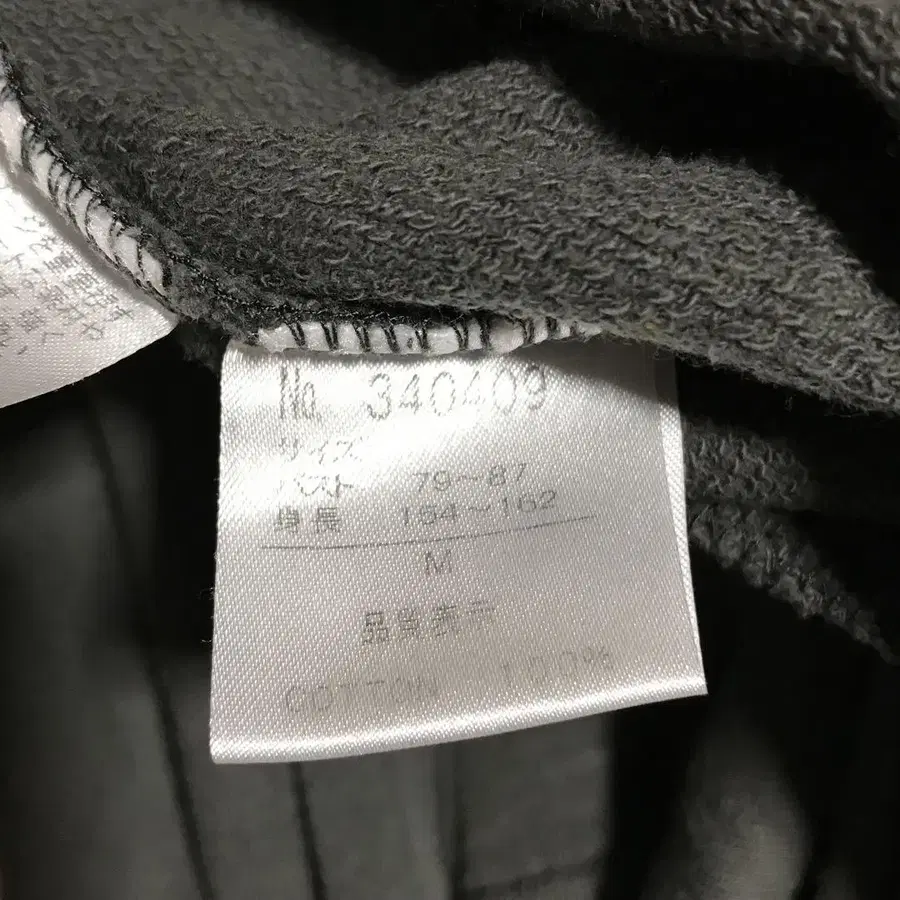 No. 340409
サイズ
バスト 79～87
身長 154～162
M
品質表示
COTTON 100%